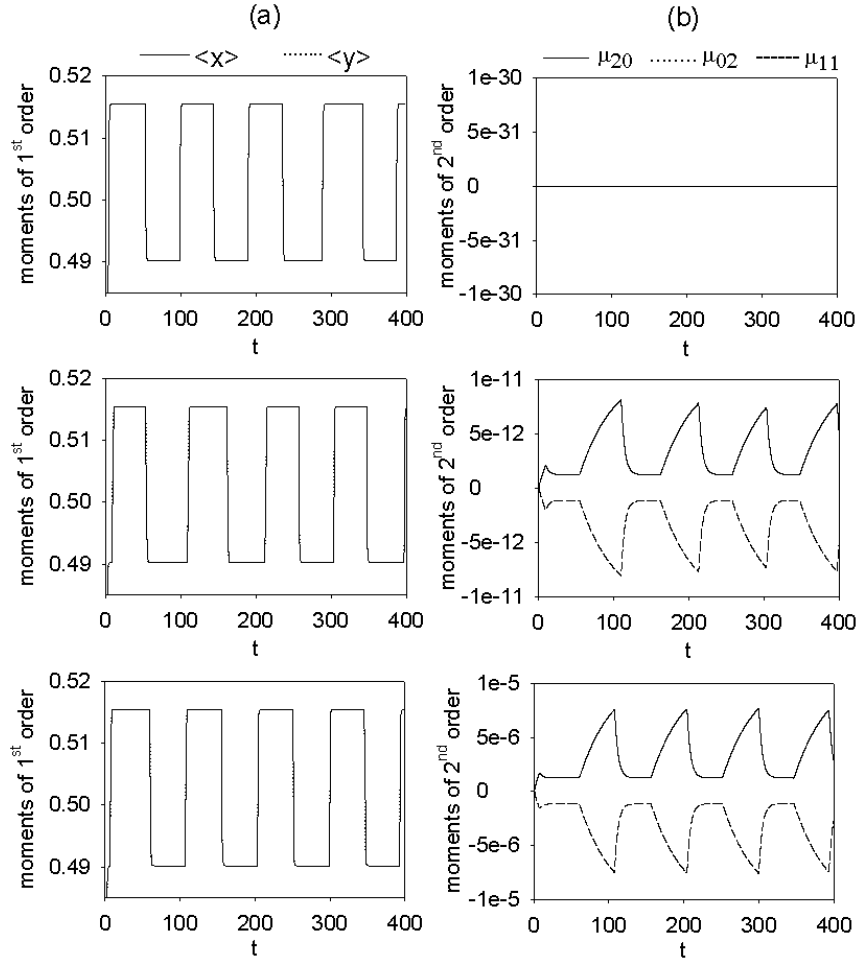 (a)
<x> <y>
moments of 1st order
0.52
0.51
0.50
0.49
0 100 200 300 400
t
(b)
μ20 μ02 μ11
moments of 2nd order
1e-30
5e-31
0
-5e-31
-1e-30
0 100 200 300 400
t
moments of 1st order
0.52
0.51
0.50
0.49
0 100 200 300 400
t
moments of 2nd order
1e-11
5e-12
0
-5e-12
-1e-11
0 100 200 300 400
t
moments of 1st order
0.52
0.51
0.50
0.49
0 100 200 300 400
t
moments of 2nd order
1e-5
5e-6
0
-5e-6
-1e-5
0 100 200 300 400
t